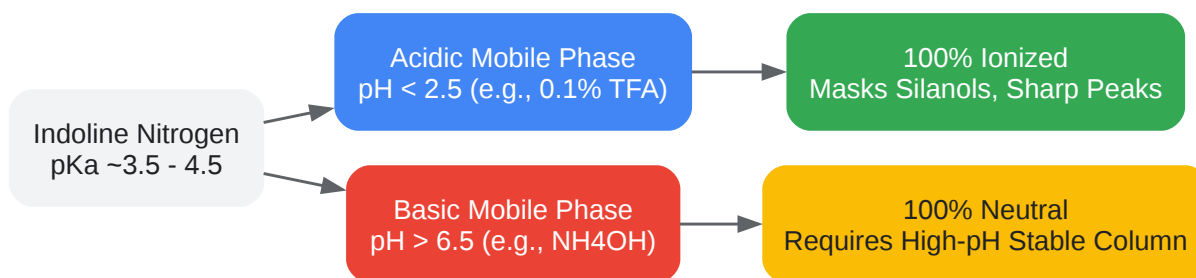 Indoline Nitrogen
pKa ~3.5 - 4.5
Acidic Mobile Phase
pH < 2.5 (e.g., 0.1% TFA)
100% Ionized
Masks Silanols, Sharp Peaks
Basic Mobile Phase
pH > 6.5 (e.g., NH4OH)
100% Neutral
Requires High-pH Stable Column